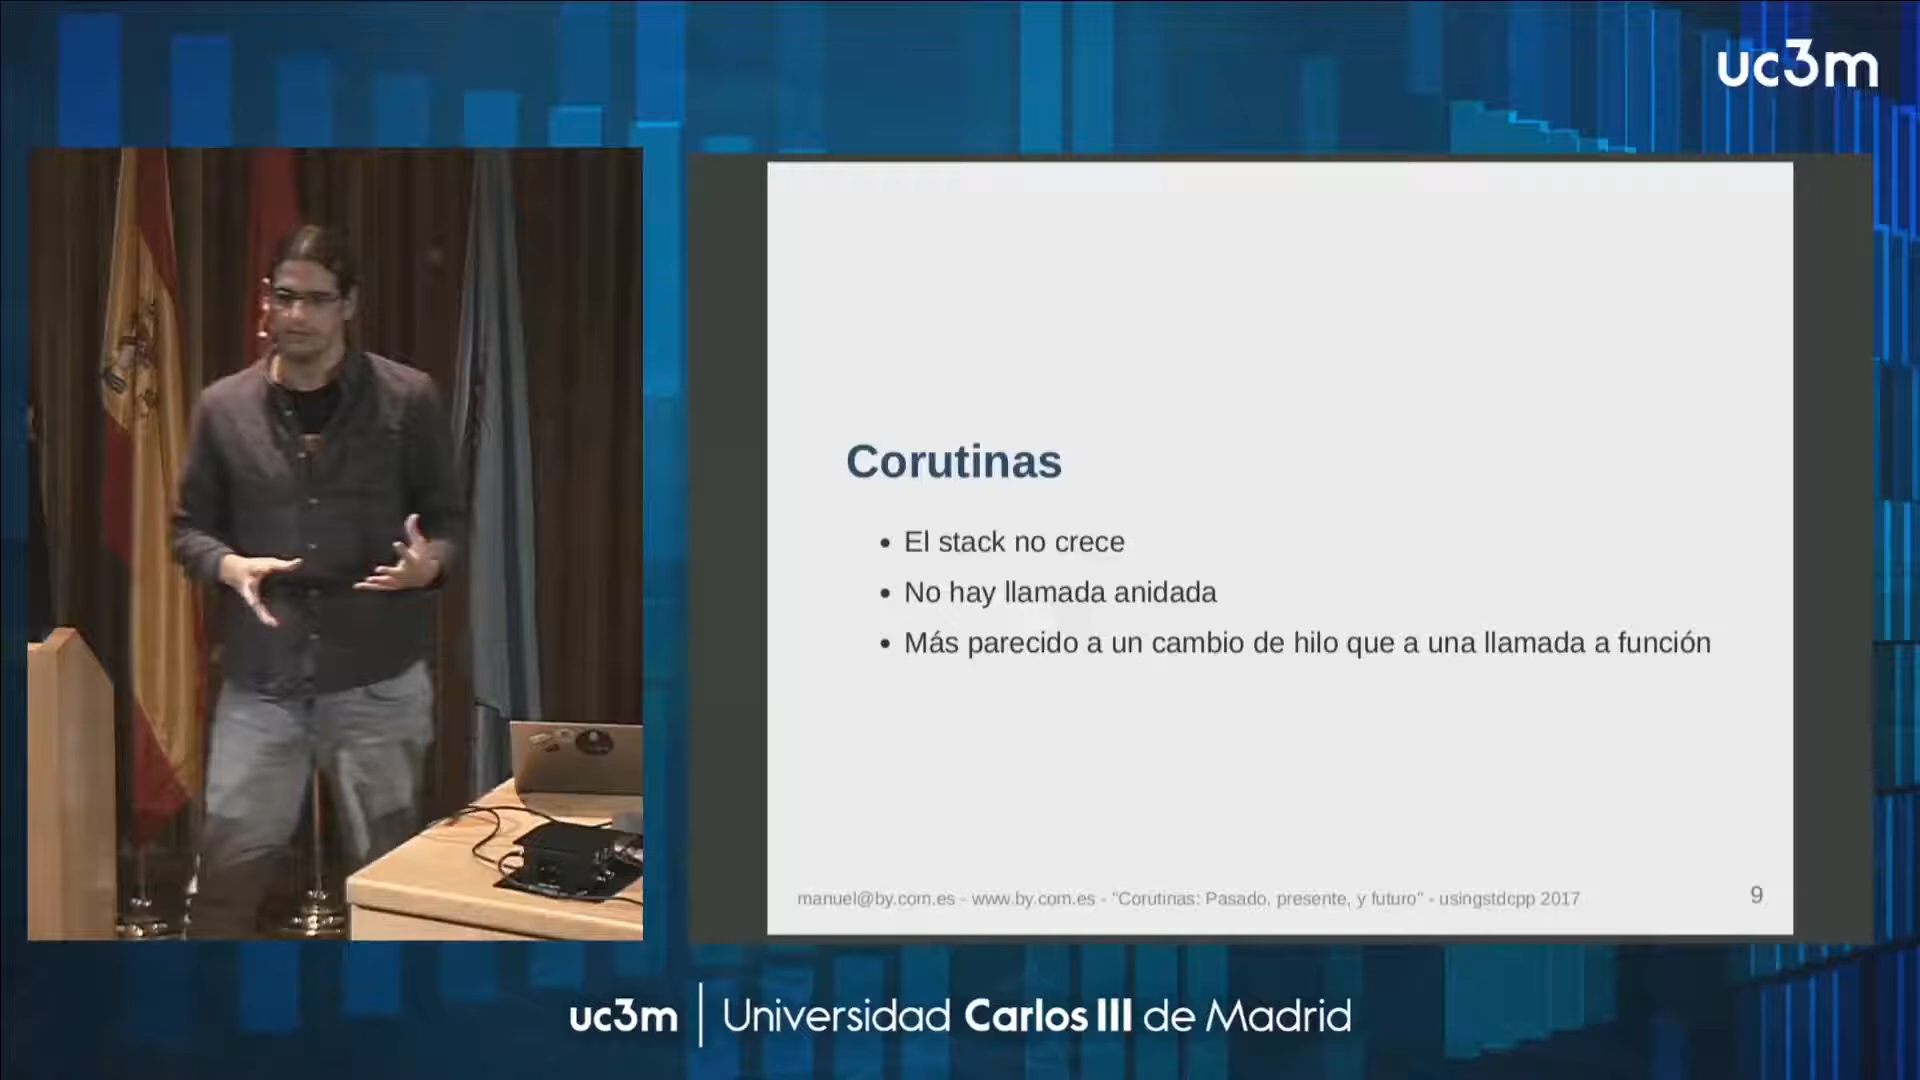 uc3m
Corutinas
El stack no crece
No hay llamada anidada
Más parecido a un cambio de hilo que a una llamada a función
manuel@by.com.es - www.by.com.es - "Corutinas: Pasado, presente, y futuro" - usingstdcpp 2017
9
uc3m | Universidad Carlos III de Madrid